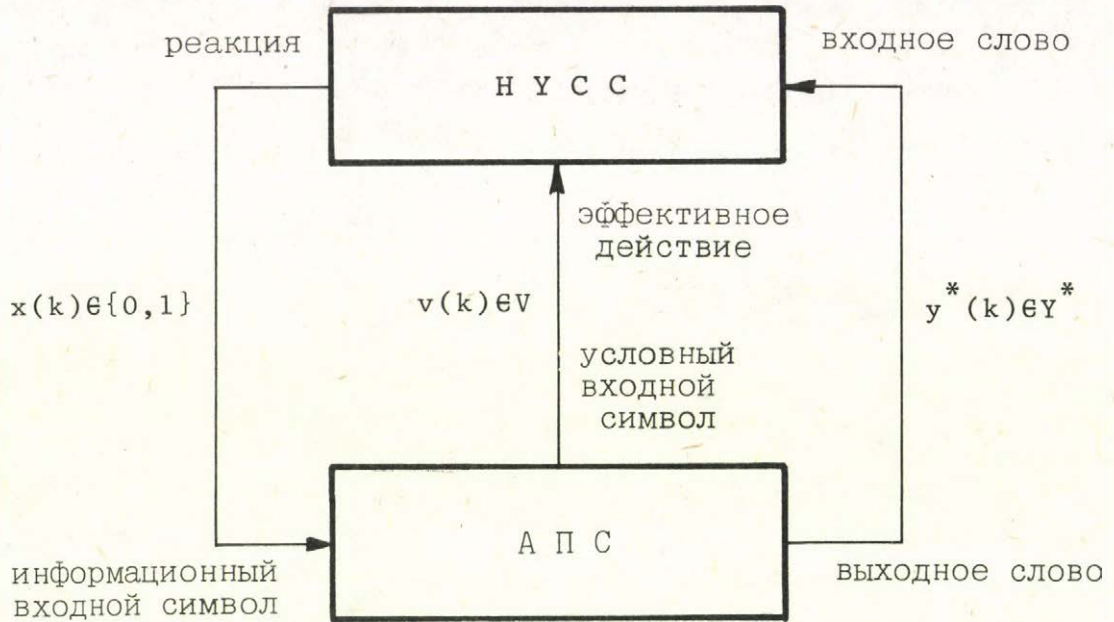 реакция
входное слово
Н У С С
эффективное
действие
x(k)∈{0,1}
v(k)∈V
y*(k)∈Y*
условный
входной
символ
А П С
информационный
входной символ
выходное слово